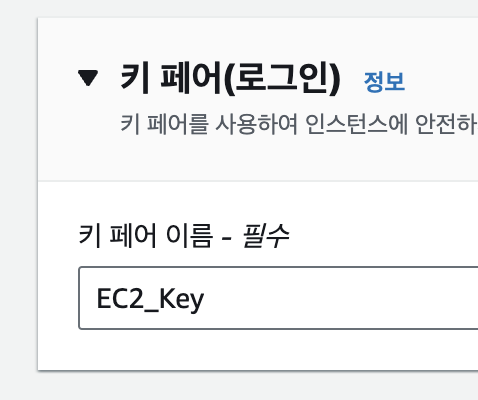 키 페어(로그인) 정보
키 페어를 사용하여 인스턴스에 안전하
키 페어 이름 - 필수
EC2_Key